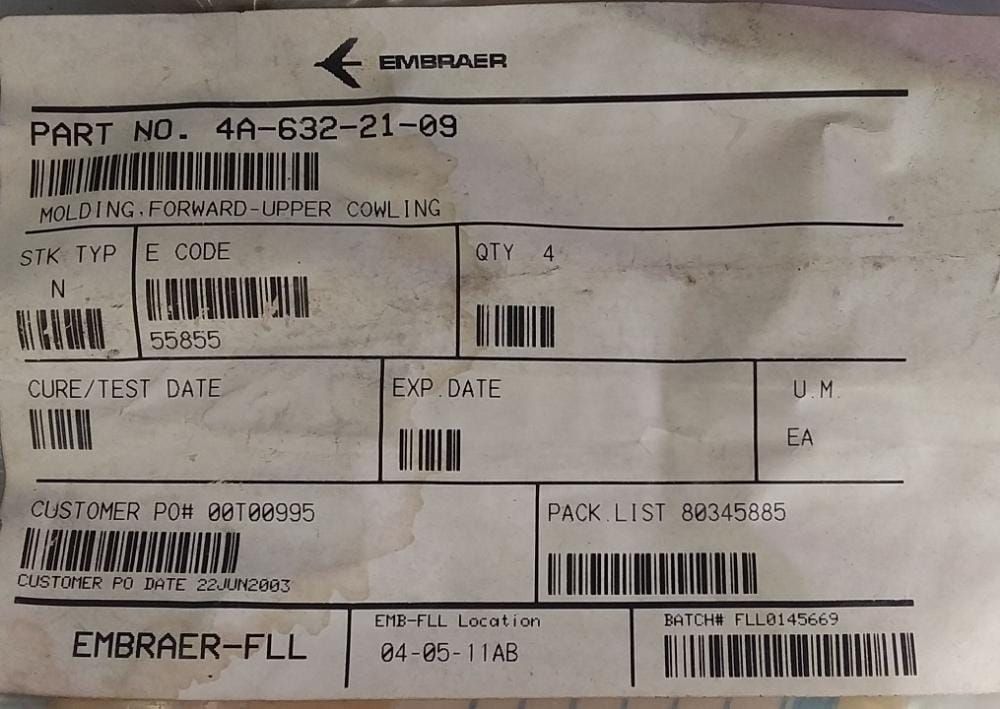 EMBRAER
PART NO. 4A-632-21-09
MOLDING,FORWARD-UPPER COWLING
STK TYP
N
E CODE
55855
QTY 4
CURE/TEST DATE
EXP.DATE
U.M.
EA
CUSTOMER PO# 00T00995
CUSTOMER PO DATE 22JUN2003
PACK.LIST 80345885
EMBRAER-FLL
EMB-FLL Location
04-05-11AB
BATCH# FLL0145669